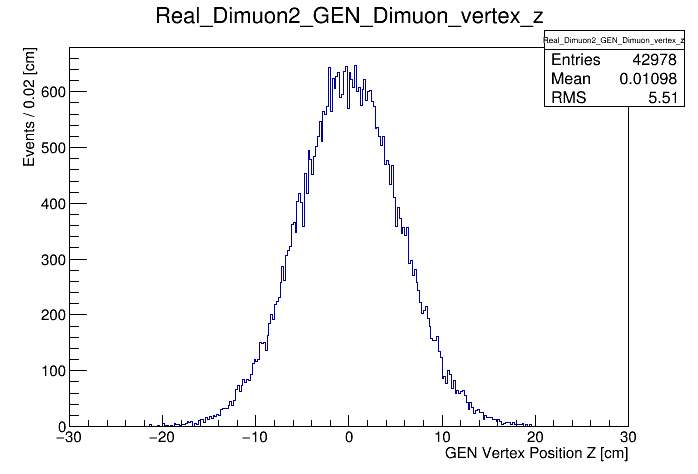 Real_Dimuon2_GEN_Dimuon_vertex_z
Real_Dimuon2_GEN_Dimuon_vertex_z
Entries 42978
Mean 0.01098
RMS 5.51
Events / 0.02 [cm]
600
500
400
300
200
100
0
−30 −20 −10 0 10 20 30
GEN Vertex Position Z [cm]